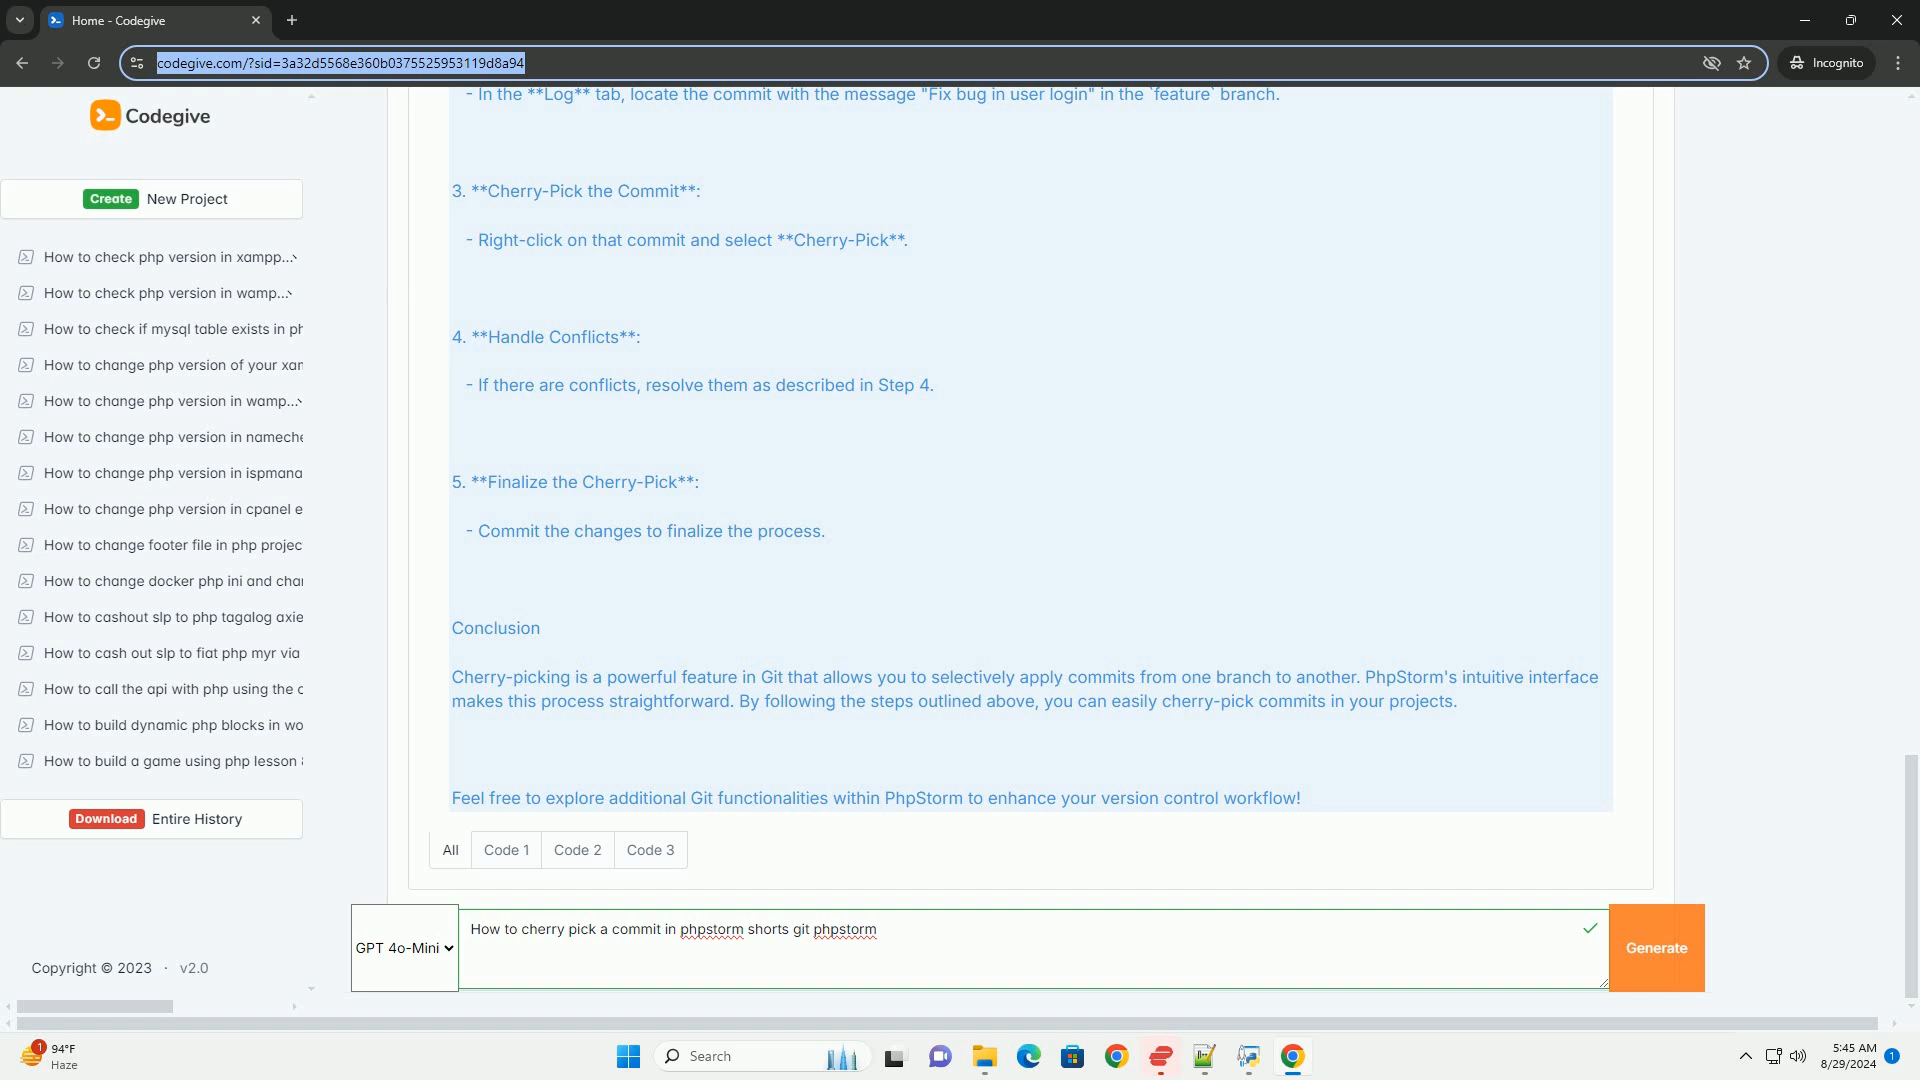 Home - Codegive
codegive.com/?sid=3a32d5568e360b0375525953119d8a94
Incognito
Codegive
Create New Project
How to check php version in xampp...
How to check php version in wamp...
How to check if mysql table exists in ph
How to change php version of your xam
How to change php version in wamp...
How to change php version in nameche
How to change php version in ispmana
How to change php version in cpanel e
How to change footer file in php projec
How to change docker php ini and chan
How to cashout slp to php tagalog axie
How to cash out slp to fiat php myr via
How to call the api with php using the c
How to build dynamic php blocks in wo
How to build a game using php lesson
Download Entire History
Copyright © 2023 · v2.0
- In the **Log** tab, locate the commit with the message "Fix bug in user login" in the `feature` branch.
3. **Cherry-Pick the Commit**:
- Right-click on that commit and select **Cherry-Pick**.
4. **Handle Conflicts**:
- If there are conflicts, resolve them as described in Step 4.
5. **Finalize the Cherry-Pick**:
- Commit the changes to finalize the process.
Conclusion
Cherry-picking is a powerful feature in Git that allows you to selectively apply commits from one branch to another. PhpStorm's intuitive interface
makes this process straightforward. By following the steps outlined above, you can easily cherry-pick commits in your projects.
Feel free to explore additional Git functionalities within PhpStorm to enhance your version control workflow!
All Code 1 Code 2 Code 3
GPT 4o-Mini
How to cherry pick a commit in phpstorm shorts git phpstorm
Generate
1
94°F
Haze
Search
5:45 AM
8/29/2024
1